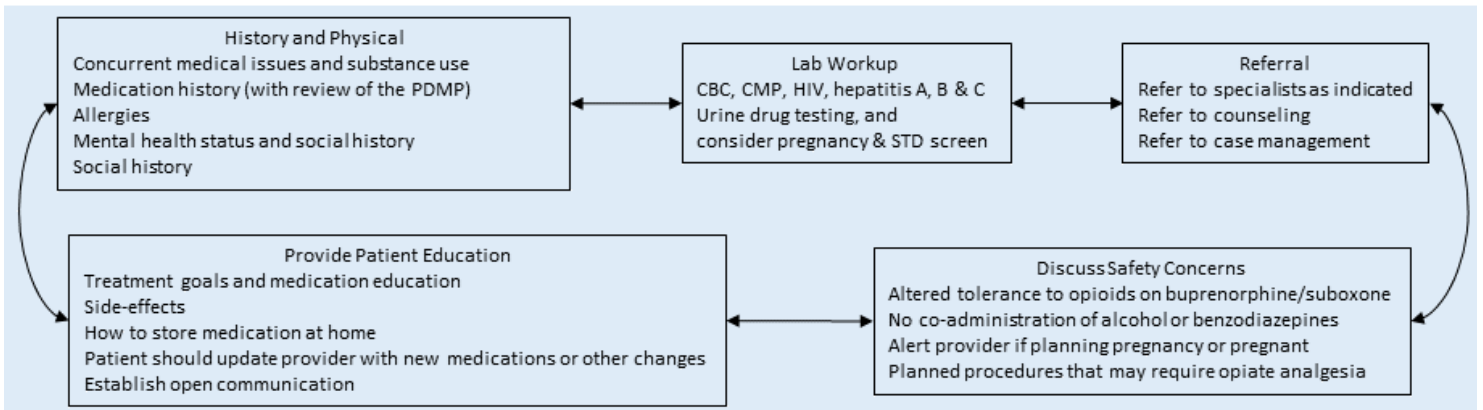 History and Physical
Concurrent medical issues and substance use
Medication history (with review of the PDMP)
Allergies
Mental health status and social history
Social history
Lab Workup
CBC, CMP, HIV, hepatitis A, B & C
Urine drug testing, and
consider pregnancy & STD screen
Referral
Refer to specialists as indicated
Refer to counseling
Refer to case management
Provide Patient Education
Treatment goals and medication education
Side-effects
How to store medication at home
Patient should update provider with new medications or other changes
Establish open communication
Discuss Safety Concerns
Altered tolerance to opioids on buprenorphine/suboxone
No co-administration of alcohol or benzodiazepines
Alert provider if planning pregnancy or pregnant
Planned procedures that may require opiate analgesia